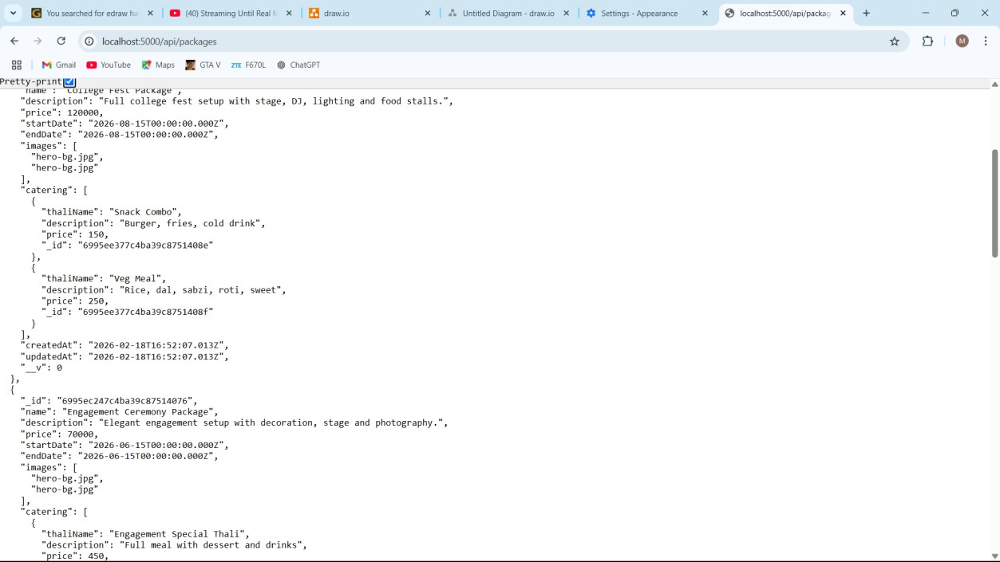 You searched for edraw ha
(40) Streaming Until Real N
draw.io
Untitled Diagram - draw.io
Settings - Appearance
localhost:5000/api/packag
localhost:5000/api/packages
M
Gmail
YouTube
Maps
GTA V
ZTE F670L
ChatGPT
Pretty-print
"name": "College Fest Package",
"description": "Full college fest setup with stage, DJ, lighting and food stalls.",
"price": 120000,
"startDate": "2026-08-15T00:00:00.000Z",
"endDate": "2026-08-15T00:00:00.000Z",
"images": [
"hero-bg.jpg",
"hero-bg.jpg"
],
"catering": [
{
"thaliName": "Snack Combo",
"description": "Burger, fries, cold drink",
"price": 150,
"_id": "6995ee377c4ba39c8751408e"
},
{
"thaliName": "Veg Meal",
"description": "Rice, dal, sabzi, roti, sweet",
"price": 250,
"_id": "6995ee377c4ba39c8751408f"
}
],
"createdAt": "2026-02-18T16:52:07.013Z",
"updatedAt": "2026-02-18T16:52:07.013Z",
"__v": 0
},
{
"_id": "6995ec247c4ba39c87514076",
"name": "Engagement Ceremony Package",
"description": "Elegant engagement setup with decoration, stage and photography.",
"price": 70000,
"startDate": "2026-06-15T00:00:00.000Z",
"endDate": "2026-06-15T00:00:00.000Z",
"images": [
"hero-bg.jpg",
"hero-bg.jpg"
],
"catering": [
{
"thaliName": "Engagement Special Thali",
"description": "Full meal with dessert and drinks",
"price": 450,